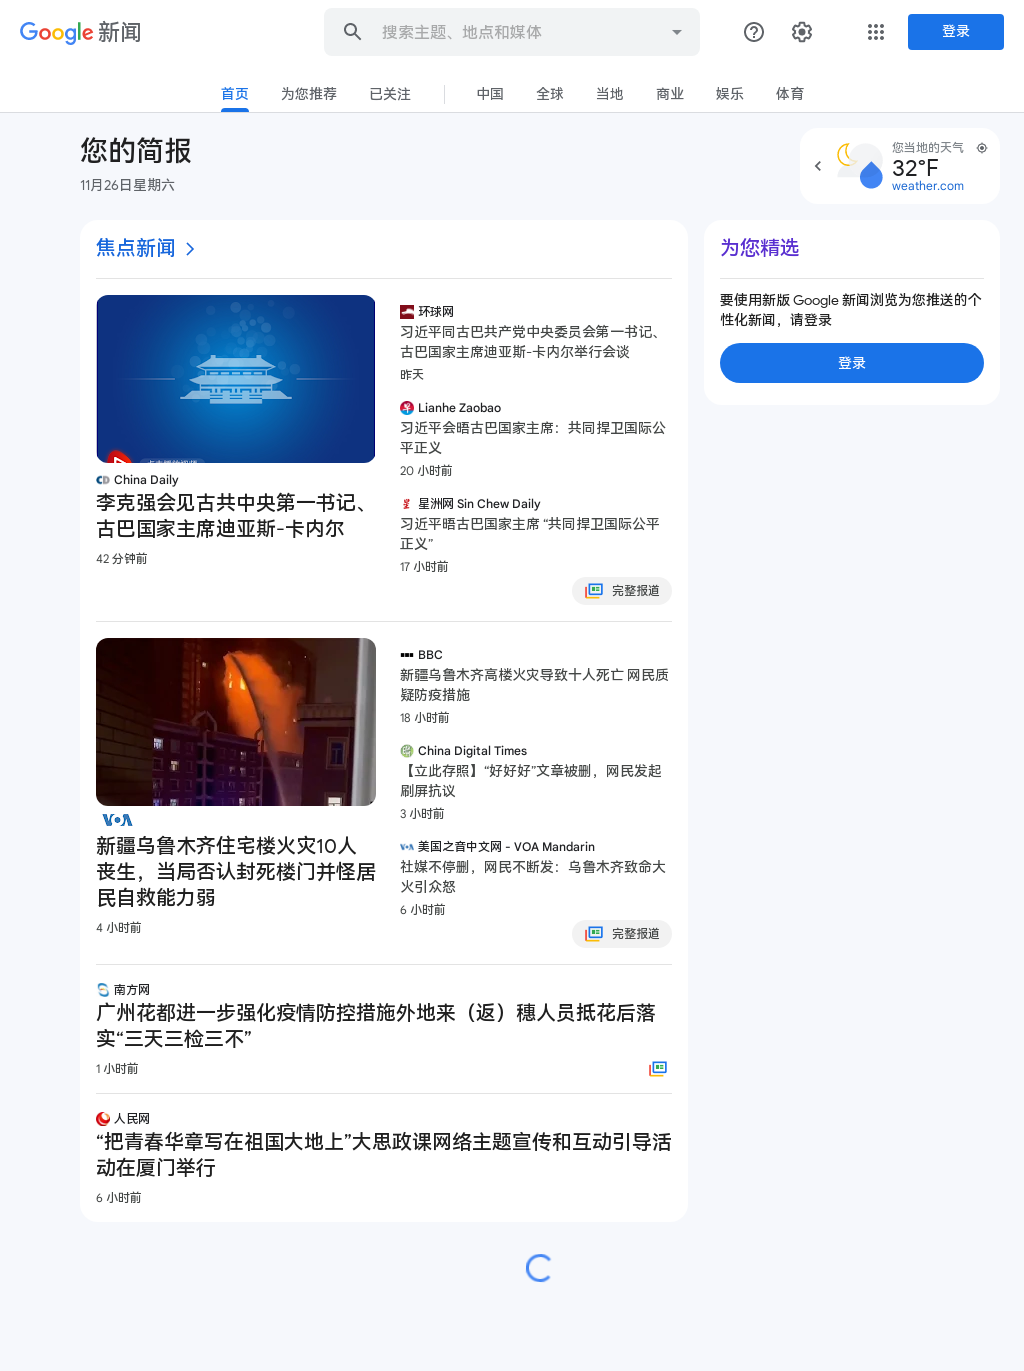 Google 新闻
搜索主题、地点和媒体
登录
首页 为您推荐 已关注 中国 全球 当地 商业 娱乐 体育
您的简报
11月26日星期六
您当地的天气
32°F
weather.com
焦点新闻
China Daily
李克强会见古共中央第一书记、
古巴国家主席迪亚斯-卡内尔
42 分钟前
环球网
习近平同古巴共产党中央委员会第一书记、
古巴国家主席迪亚斯-卡内尔举行会谈
昨天
Lianhe Zaobao
习近平会晤古巴国家主席：共同捍卫国际公
平正义
20 小时前
星洲网 Sin Chew Daily
习近平晤古巴国家主席 “共同捍卫国际公平
正义”
17 小时前
完整报道
VOA
新疆乌鲁木齐住宅楼火灾10人
丧生，当局否认封死楼门并怪居
民自救能力弱
4 小时前
BBC
新疆乌鲁木齐高楼火灾导致十人死亡 网民质
疑防疫措施
18 小时前
China Digital Times
【立此存照】“好好好”文章被删，网民发起
刷屏抗议
3 小时前
美国之音中文网 - VOA Mandarin
社媒不停删，网民不断发：乌鲁木齐致命大
火引众怒
6 小时前
完整报道
南方网
广州花都进一步强化疫情防控措施外地来（返）穗人员抵花后落
实“三天三检三不”
1 小时前
人民网
“把青春华章写在祖国大地上”大思政课网络主题宣传和互动引导活
动在厦门举行
6 小时前
为您精选
要使用新版 Google 新闻浏览为您推送的个
性化新闻，请登录
登录